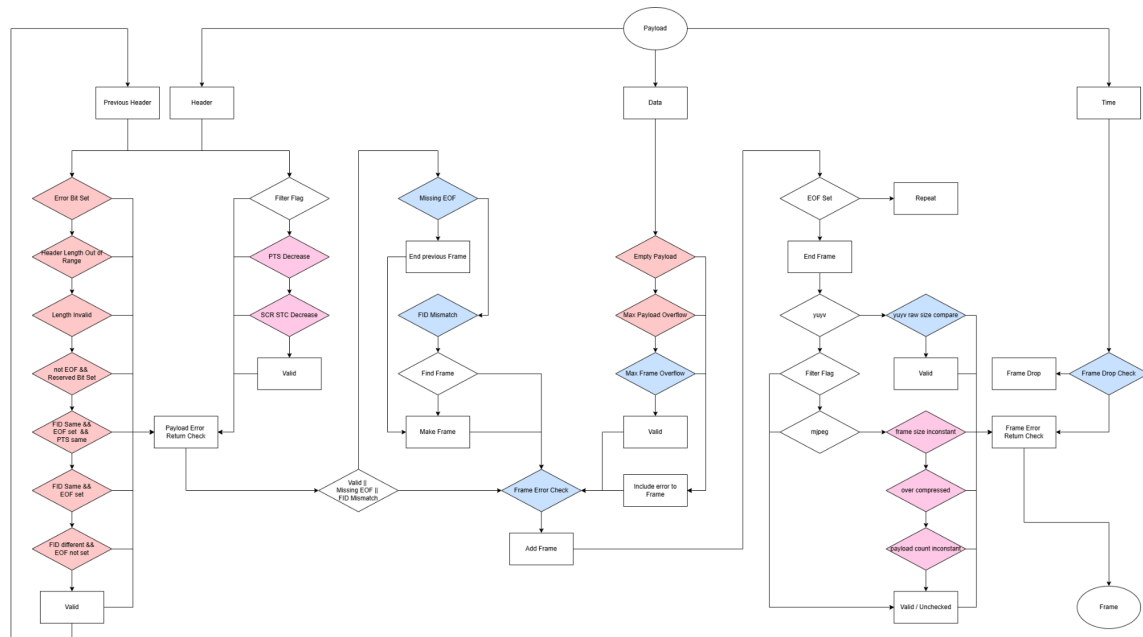 Payload
Previous Header
Header
Data
Time
Error Bit Set
Header Length Out of
Range
Length Invalid
not EOF &&
Reserved Bit Set
FID Same &&
EOF set &&
PTS same
FID Same &&
EOF set
FID different &&
EOF not set
Valid
Filter Flag
PTS Decrease
SCR STC Decrease
Valid
Payload Error
Return Check
Valid ||
Missing EOF ||
FID Mismatch
Missing EOF
End previous Frame
FID Mismatch
Find Frame
Make Frame
Frame Error Check
Add Frame
Empty Payload
Max Payload Overflow
Max Frame Overflow
Valid
Include error to
Frame
EOF Set
Repeat
End Frame
yuyv
yuyv raw size compare
Valid
Filter Flag
mjpeg
frame size inconstant
over compressed
payload count inconstant
Valid / Unchecked
Frame Drop
Frame Drop Check
Frame Error
Return Check
Frame